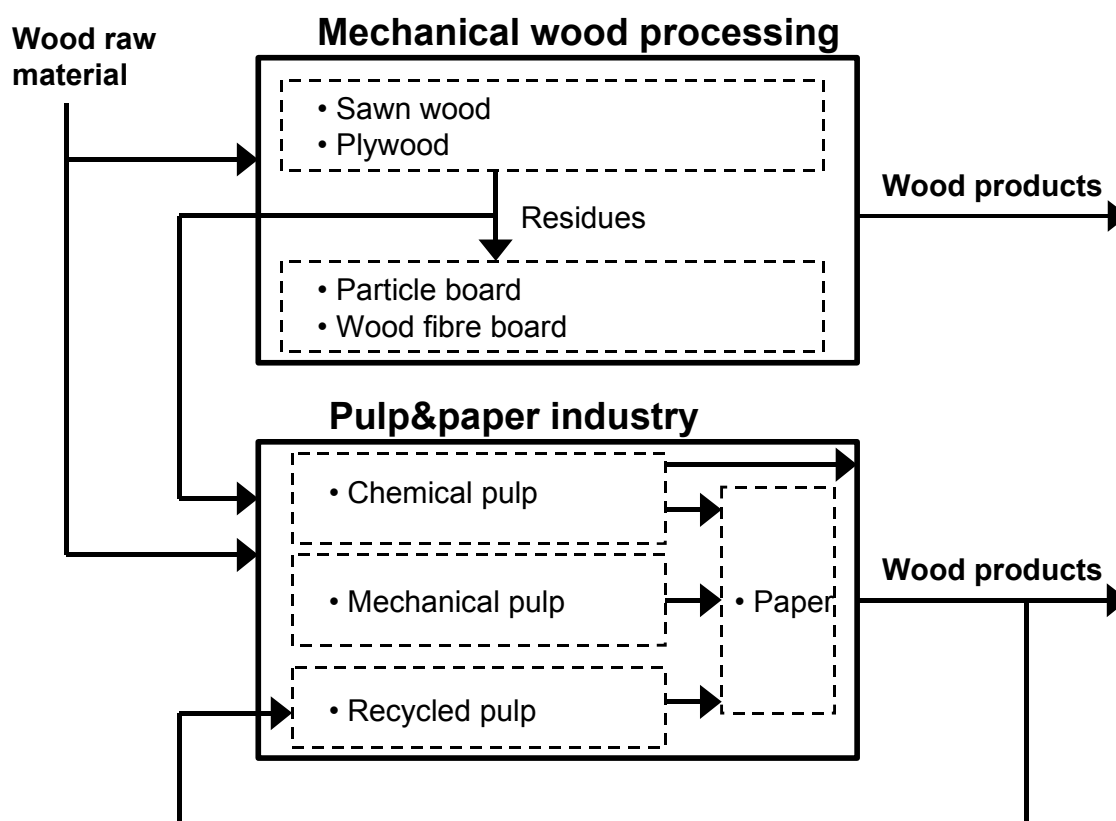 Wood raw
material
Mechanical wood processing
• Sawn wood
• Plywood
Residues
• Particle board
• Wood fibre board
Wood products
Pulp&paper industry
• Chemical pulp
• Mechanical pulp
• Recycled pulp
• Paper
Wood products